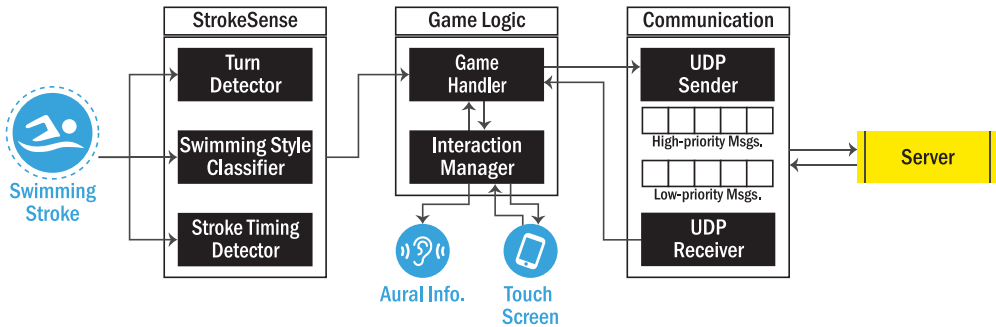 StrokeSense
Turn
Detector
Swimming Style
Classifier
Stroke Timing
Detector
Swimming
Stroke
Game Logic
Game
Handler
Interaction
Manager
Aural Info.
Touch
Screen
Communication
UDP
Sender
High-priority Msgs.
Low-priority Msgs.
UDP
Receiver
Server